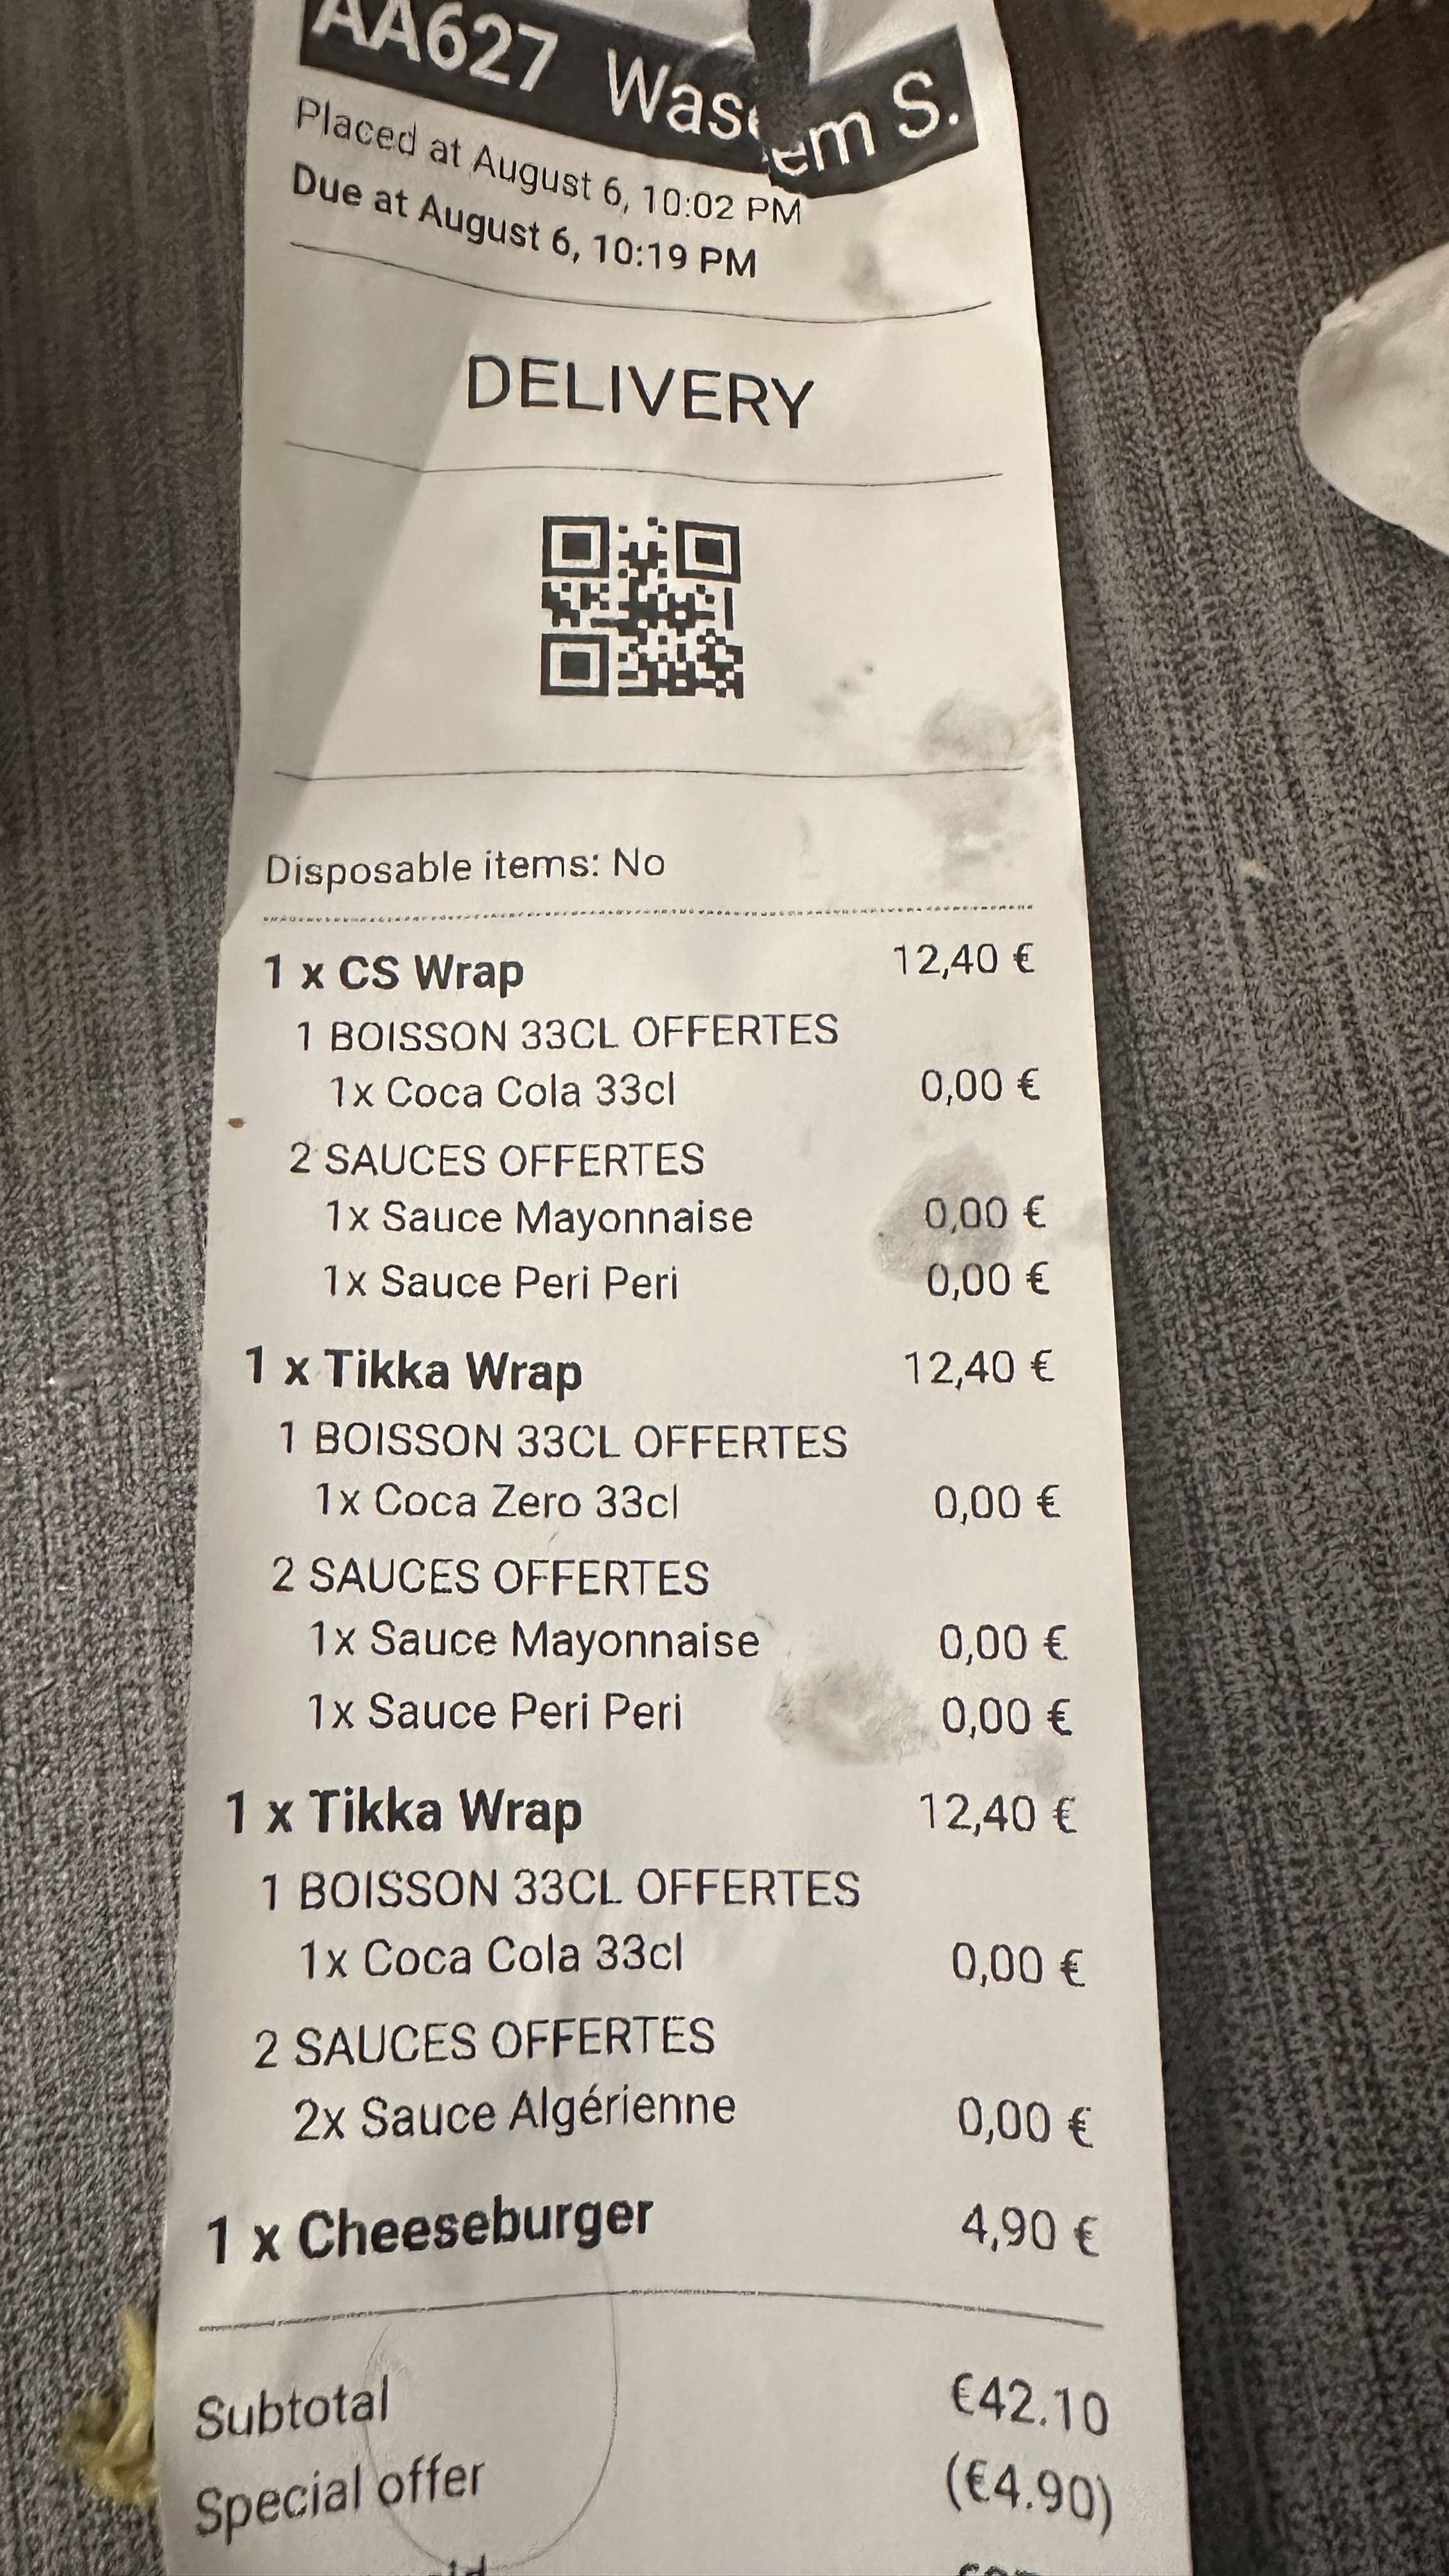 AA627 Waseem S.
Placed at August 6, 10:02 PM
Due at August 6, 10:19 PM
DELIVERY
Disposable items: No
1 x CS Wrap 12,40 €
1 BOISSON 33CL OFFERTES
1x Coca Cola 33cl 0,00 €
2 SAUCES OFFERTES
1x Sauce Mayonnaise 0,00 €
1x Sauce Peri Peri 0,00 €
1 x Tikka Wrap 12,40 €
1 BOISSON 33CL OFFERTES
1x Coca Zero 33cl 0,00 €
2 SAUCES OFFERTES
1x Sauce Mayonnaise 0,00 €
1x Sauce Peri Peri 0,00 €
1 x Tikka Wrap 12,40 €
1 BOISSON 33CL OFFERTES
1x Coca Cola 33cl 0,00 €
2 SAUCES OFFERTES
2x Sauce Algérienne 0,00 €
1 x Cheeseburger 4,90 €
Subtotal €42.10
Special offer (€4.90)